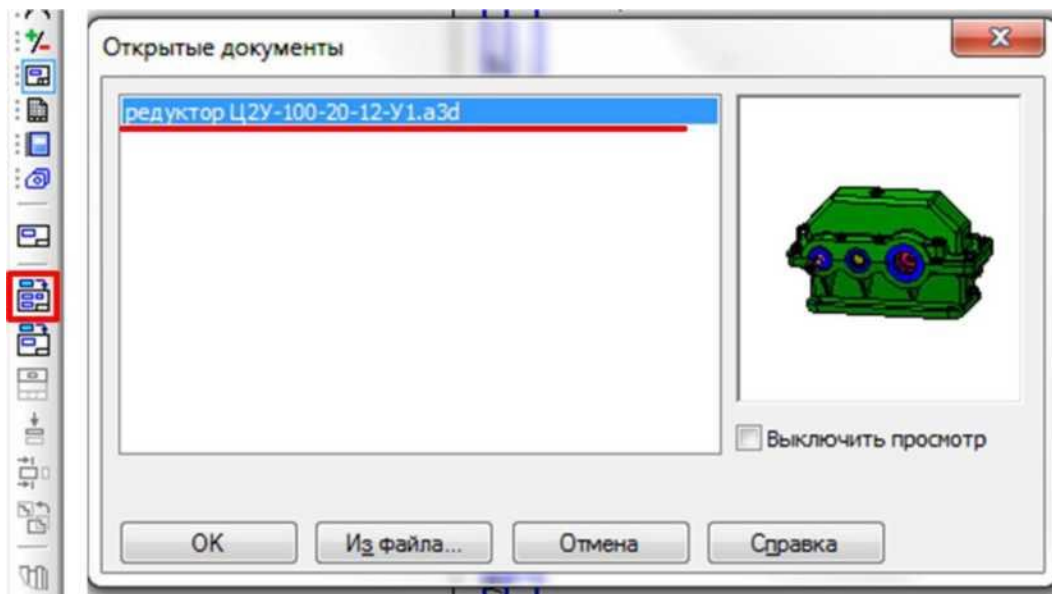 Открытые документы
редуктор Ц2У-100-20-12-У1.a3d
Выключить просмотр
OK
Из файла...
Отмена
Справка